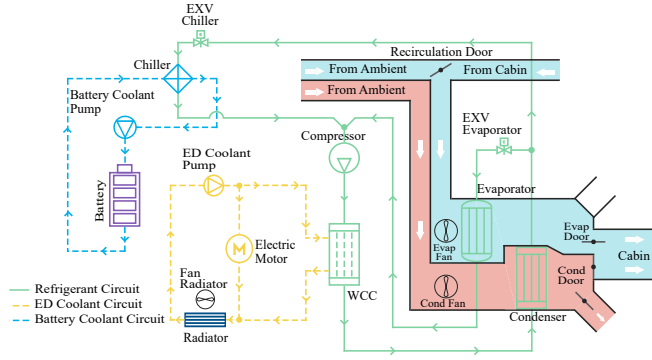 EXV
Chiller
Chiller
Recirculation Door
From Ambient
From Cabin
From Ambient
Battery Coolant
Pump
Compressor
EXV
Evaporator
ED Coolant
Pump
Evaporator
Battery
Electric
Motor
Evap
Fan
Evap
Door
Cabin
Fan
Radiator
WCC
Cond Fan
Cond
Door
Condenser
Radiator
Refrigerant Circuit
ED Coolant Circuit
Battery Coolant Circuit
M